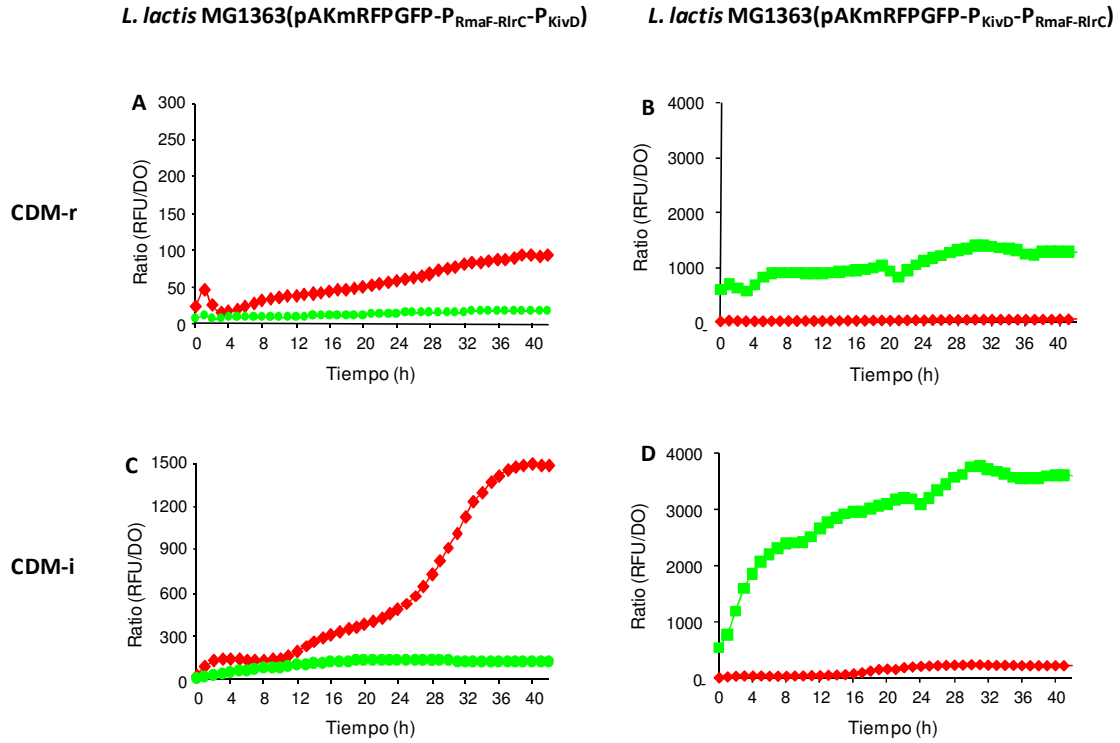 L. lactis MG1363(pAKmRFPGFP-PRmaF-RlrC-PKivD)
L. lactis MG1363(pAKmRFPGFP-PKivD-PRmaF-RlrC)
CDM-r
A
300
250
200
150
100
50
0
Ratio (RFU/DO)
0 4 8 12 16 20 24 28 32 36 40
Tiempo (h)
B
4000
3000
2000
1000
0
Ratio (RFU/DO)
0 4 8 12 16 20 24 28 32 36 40
Tiempo (h)
CDM-i
C
1500
1200
900
600
300
0
Ratio (RFU/DO)
0 4 8 12 16 20 24 28 32 36 40
Tiempo (h)
D
4000
3000
2000
1000
0
Ratio (RFU/DO)
0 4 8 12 16 20 24 28 32 36 40
Tiempo (h)